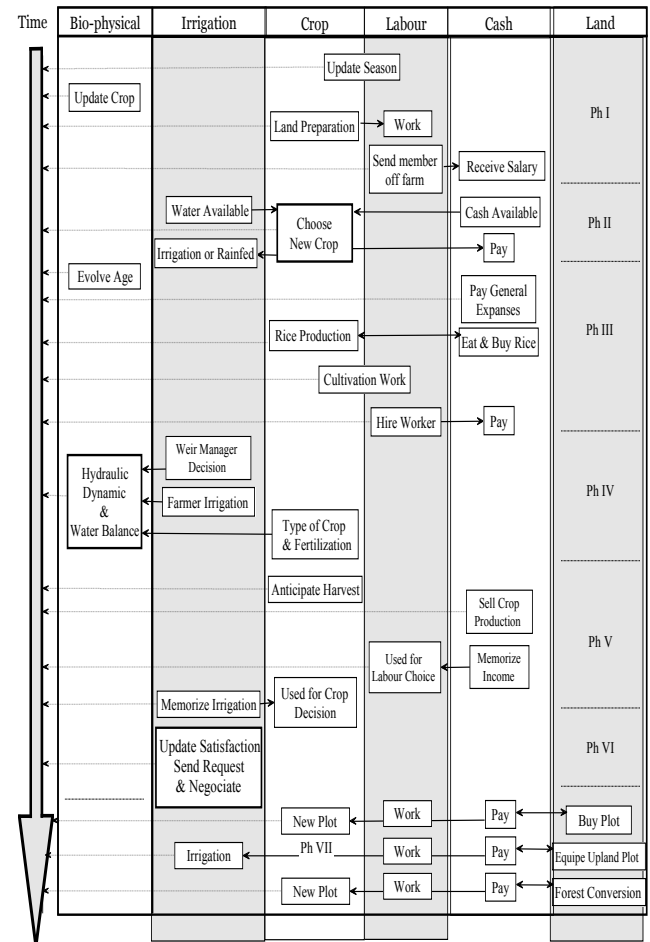 Time Bio-physical Irrigation Crop Labour Cash Land
Update Season
Update Crop
Ph I
Land Preparation Work
Send member
off farm
Receive Salary
Water Available
Cash Available
Choose
New Crop
Ph II
Irrigation or Rainfed
Pay
Evolve Age
Pay General
Expanses
Rice Production
Eat & Buy Rice
Ph III
Cultivation Work
Hire Worker
Pay
Weir Manager
Decision
Hydraulic
Dynamic
&
Water Balance
Farmer Irrigation
Ph IV
Type of Crop
& Fertilization
Anticipate Harvest
Sell Crop
Production
Ph V
Used for
Labour Choice
Memorize
Income
Memorize Irrigation
Used for Crop
Decision
Update Satisfaction
Send Request
& Negociate
Ph VI
New Plot Work Pay Buy Plot
Ph VII
Irrigation Work Pay Equipe Upland Plot
New Plot Work Pay Forest Conversion